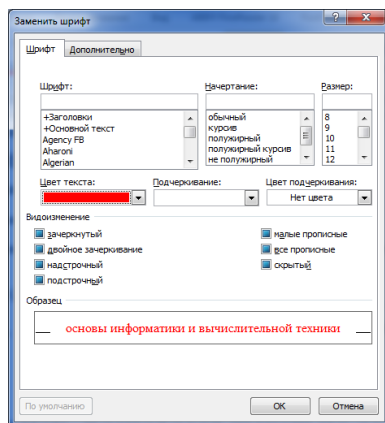 Заменить шрифт
Шрифт Дополнительно
Шрифт: Начертание: Размер:
+Заголовки обычный 8
+Основной текст курсив 9
Agency FB полужирный 10
Aharoni полужирный курсив 11
Algerian не полужирный 12
Цвет текста: Подчеркивание: Цвет подчеркивания:
Нет цвета
Видоизменение
зачеркнутый малые прописные
двойное зачеркивание все прописные
надстрочный скрытый
подстрочный
Образец
основы информатики и вычислительной техники
По умолчанию ОК Отмена